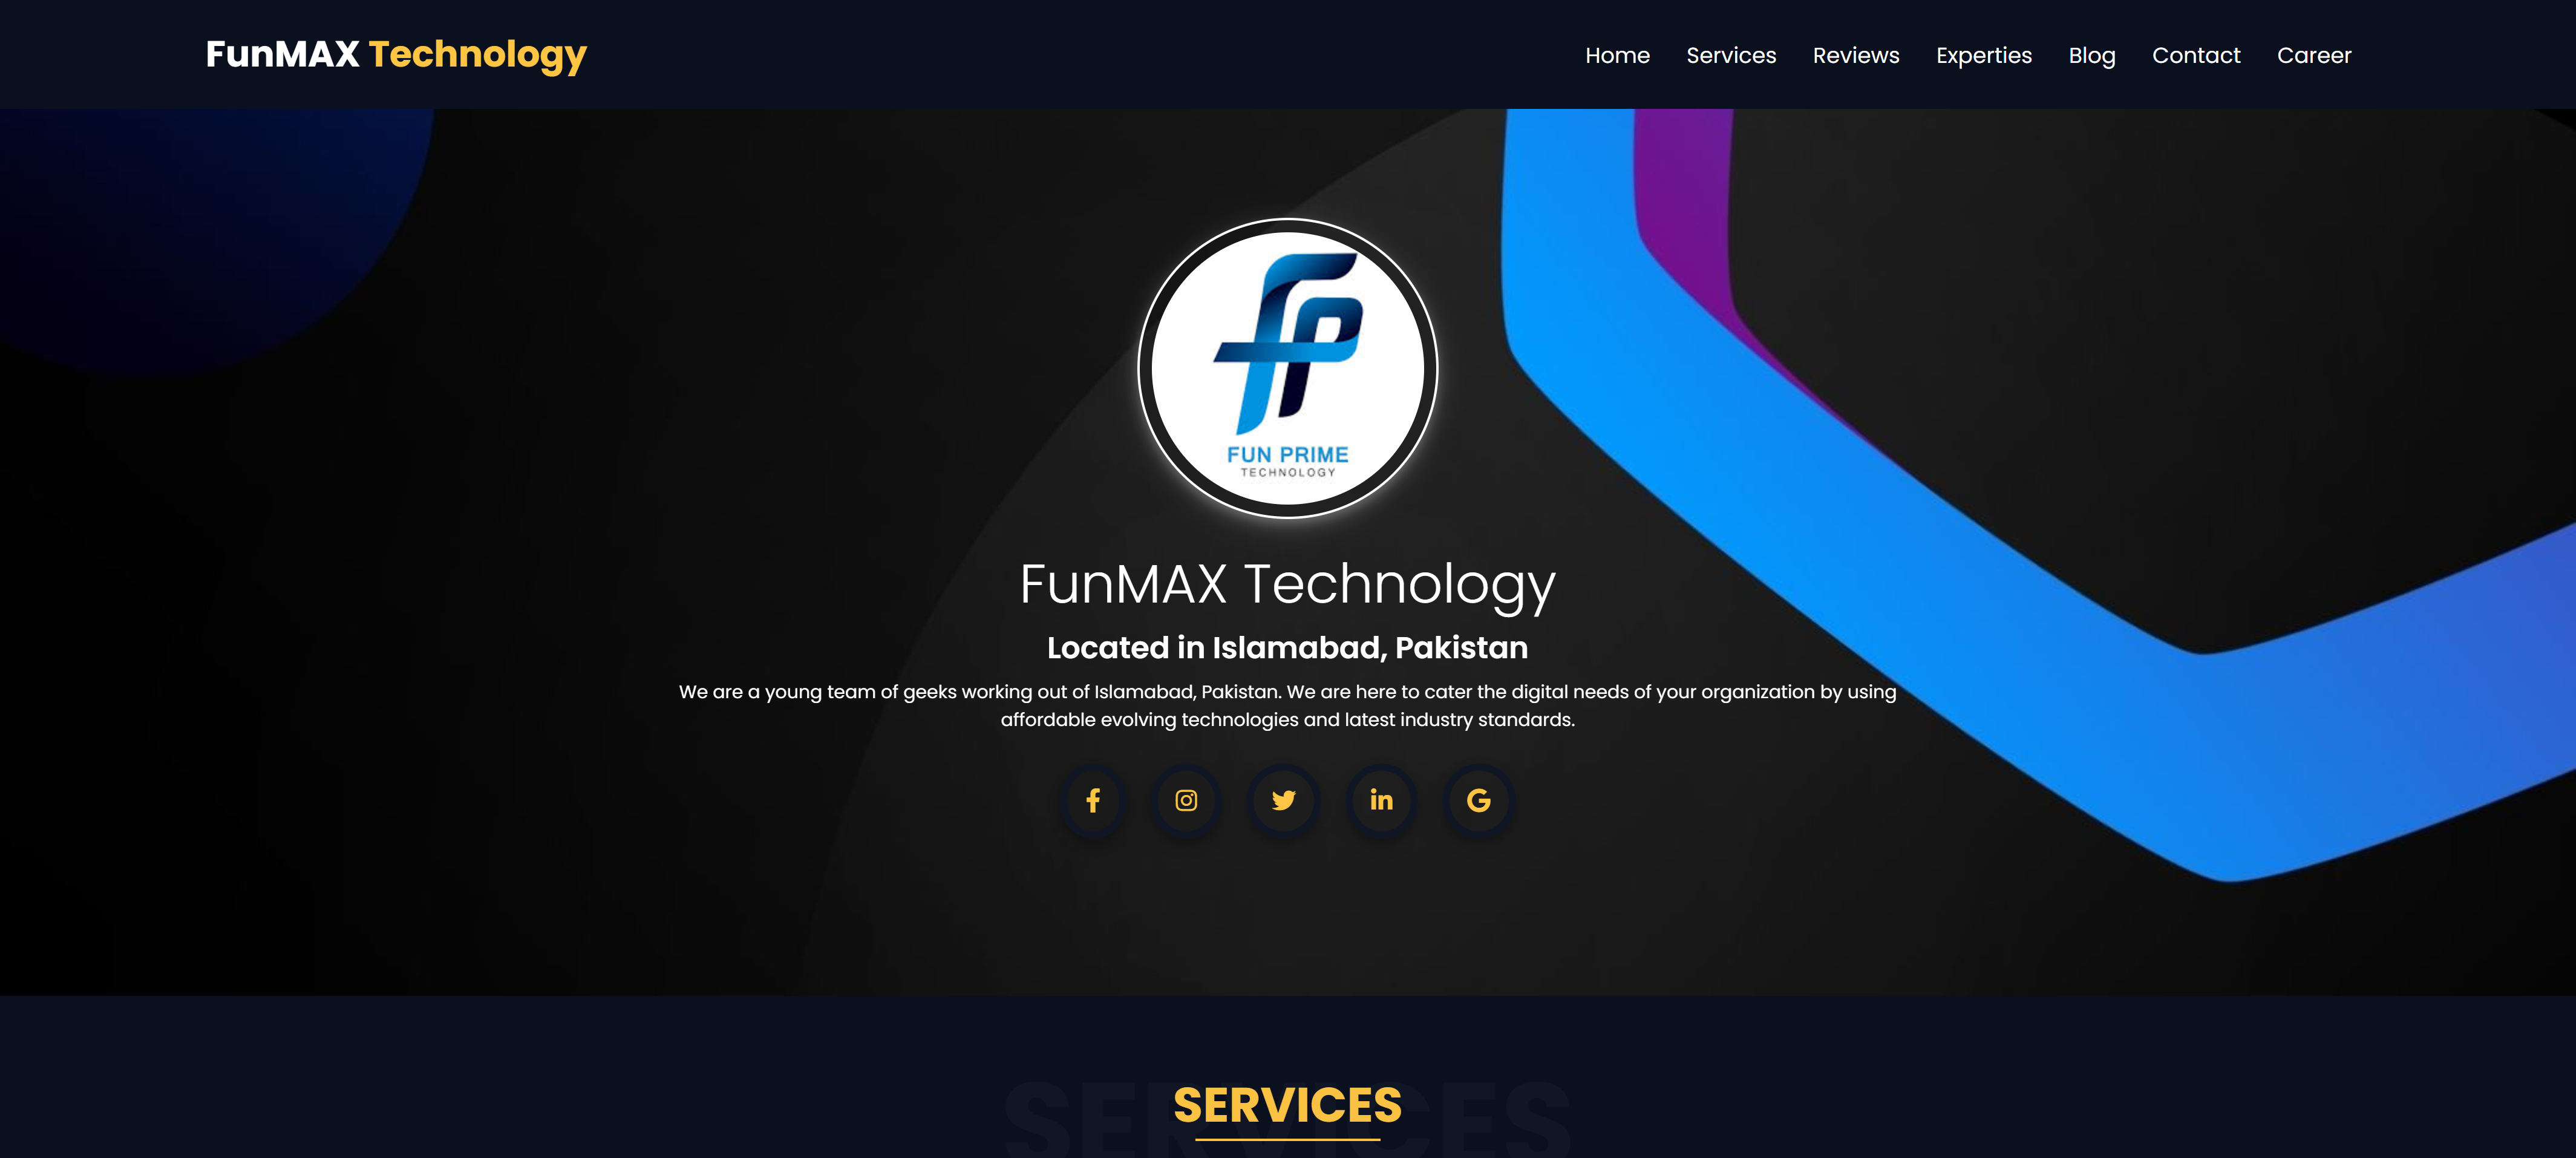 FunMAX Technology
Home Services Reviews Experties Blog Contact Career
FUN PRIME
TECHNOLOGY
FunMAX Technology
Located in Islamabad, Pakistan
We are a young team of geeks working out of Islamabad, Pakistan. We are here to cater the digital needs of your organization by using
affordable evolving technologies and latest industry standards.
SERVICES
SERVICES